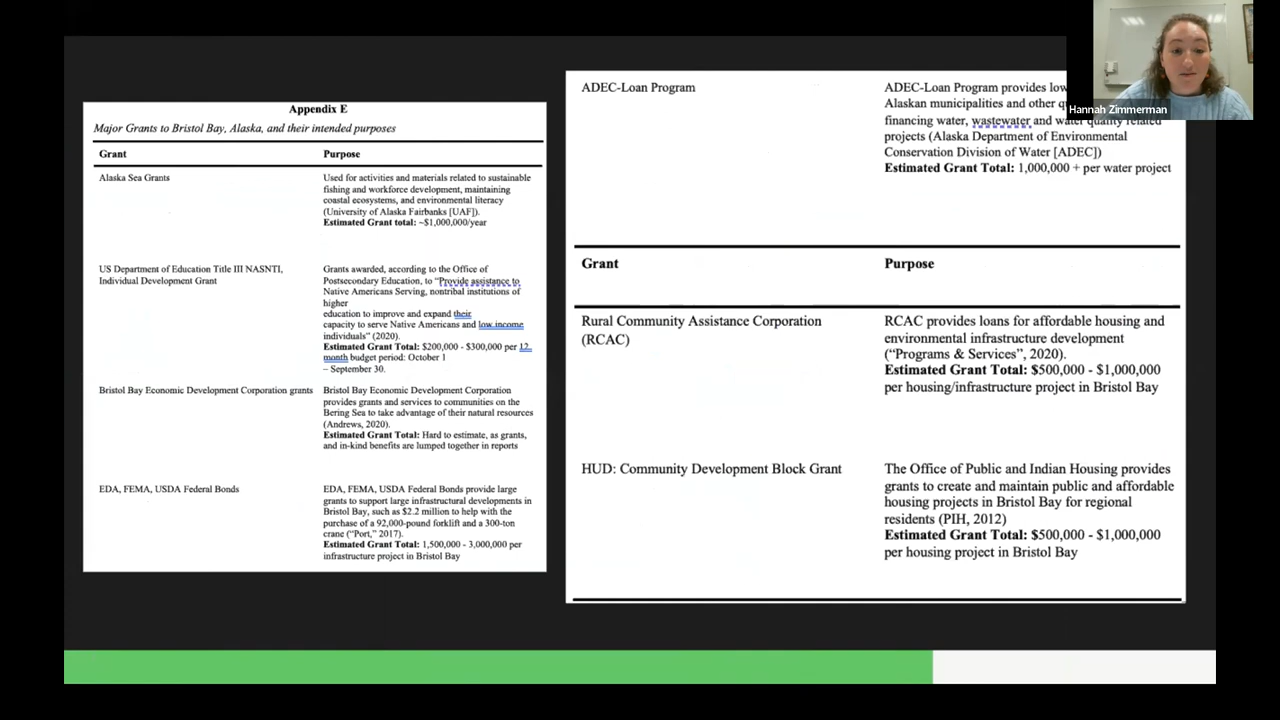 Appendix E
Major Grants to Bristol Bay, Alaska, and their intended purposes
Grant
Purpose
Alaska Sea Grants
Used for activities and materials related to sustainable
fishing and workforce development, maintaining
coastal ecosystems, and environmental literacy
(University of Alaska Fairbanks [UAF]).
Estimated Grant total: ~$1,000,000/year
US Department of Education Title III NASNTI,
Individual Development Grant
Grants awarded, according to the Office of
Postsecondary Education, to “Provide assistance to
Native Americans Serving, nontribal institutions of
higher
education to improve and expand their
capacity to serve Native Americans and low income
individuals” (2020).
Estimated Grant Total: $200,000 - $300,000 per 12
month budget period: October 1
– September 30.
Bristol Bay Economic Development Corporation grants
Bristol Bay Economic Development Corporation
provides grants and services to communities on the
Bering Sea to take advantage of their natural resources
(Andrews, 2020).
Estimated Grant Total: Hard to estimate, as grants,
and in-kind benefits are lumped together in reports
EDA, FEMA, USDA Federal Bonds
EDA, FEMA, USDA Federal Bonds provide large
grants to support large infrastructural developments in
Bristol Bay, such as $2.2 million to help with the
purchase of a 92,000-pound forklift and a 300-ton
crane (“Port,” 2017).
Estimated Grant Total: 1,500,000 - 3,000,000 per
infrastructure project in Bristol Bay
ADEC-Loan Program
ADEC-Loan Program provides low
Alaskan municipalities and other q
financing water, wastewater and water quality related
projects (Alaska Department of Environmental
Conservation Division of Water [ADEC])
Estimated Grant Total: 1,000,000 + per water project
Grant
Purpose
Rural Community Assistance Corporation
(RCAC)
RCAC provides loans for affordable housing and
environmental infrastructure development
(“Programs & Services”, 2020).
Estimated Grant Total: $500,000 - $1,000,000
per housing/infrastructure project in Bristol Bay
HUD: Community Development Block Grant
The Office of Public and Indian Housing provides
grants to create and maintain public and affordable
housing projects in Bristol Bay for regional
residents (PIH, 2012)
Estimated Grant Total: $500,000 - $1,000,000
per housing project in Bristol Bay
Hannah Zimmerman